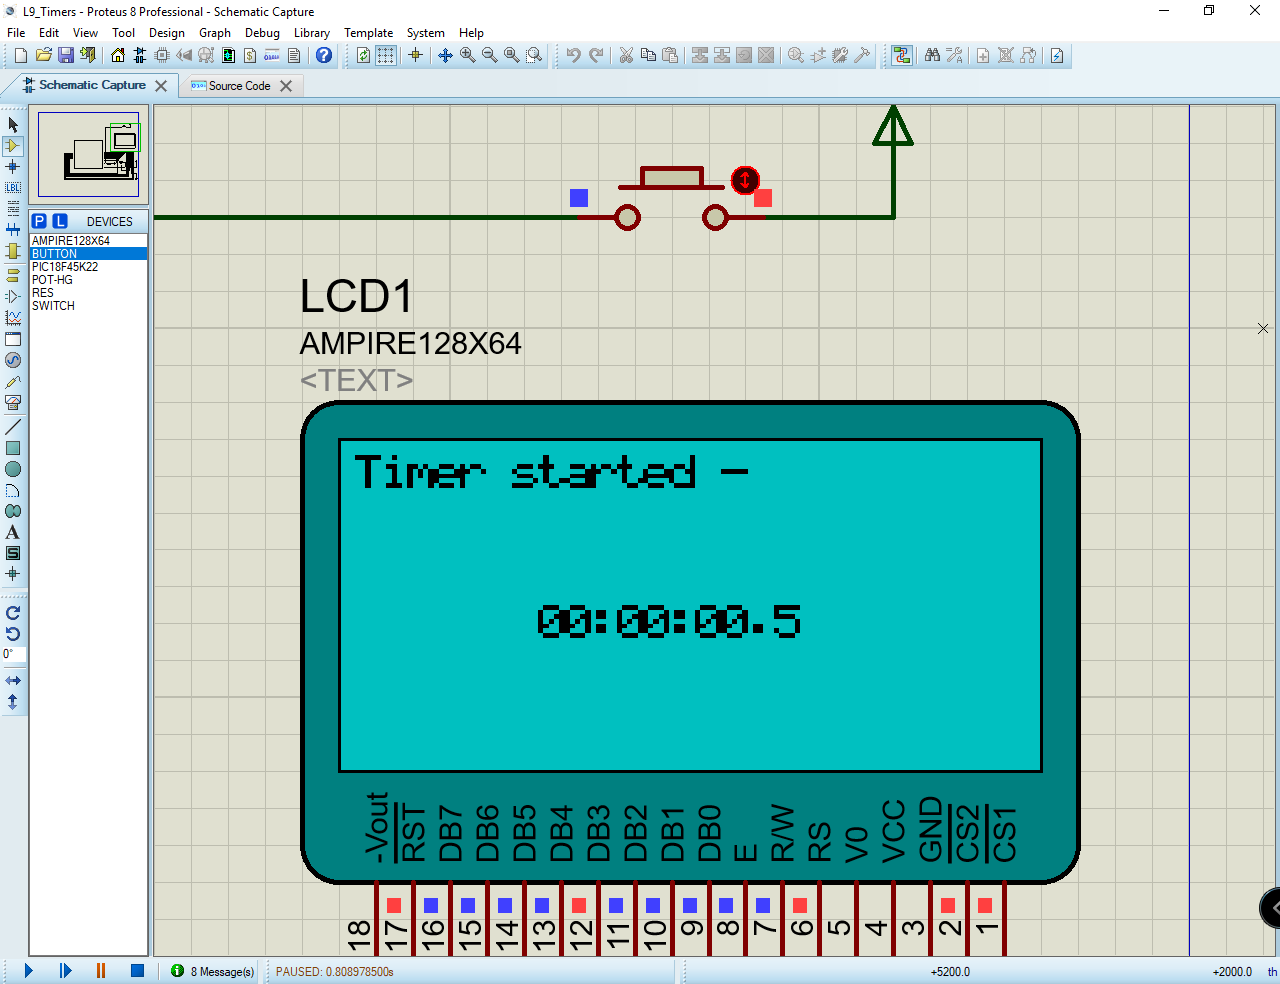 L9_Timers - Proteus 8 Professional - Schematic Capture
File Edit View Tool Design Graph Debug Library Template System Help
Schematic Capture
Source Code
P L DEVICES
AMPIRE128X64
BUTTON
PIC18F45K22
POT-HG
RES
SWITCH
LBL
A
S
0°
LCD1
AMPIRE128X64
<TEXT>
Timer started -
00:00:00.5
-Vout RST DB7 DB6 DB5 DB4 DB3 DB2 DB1 DB0 E R/W RS V0 VCC GND CS2 CS1
18 17 16 15 14 13 12 11 10 9 8 7 6 5 4 3 2 1
8 Message(s) PAUSED: 0.808978500s +5200.0 +2000.0 th